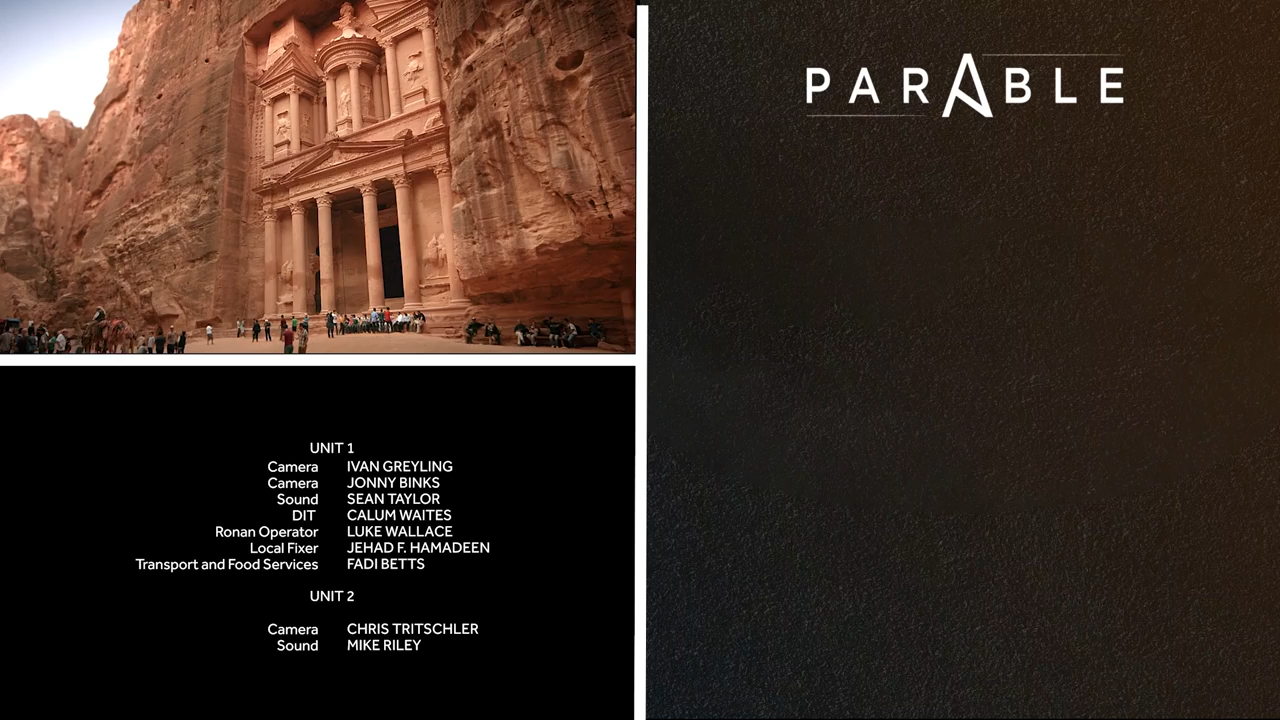 PARABLE
UNIT 1
Camera IVAN GREYLING
Camera JONNY BINKS
Sound SEAN TAYLOR
DIT CALUM WAITES
Ronan Operator LUKE WALLACE
Local Fixer JEHAD F. HAMADEEN
Transport and Food Services FADI BETTS
UNIT 2
Camera CHRIS TRITSCHLER
Sound MIKE RILEY